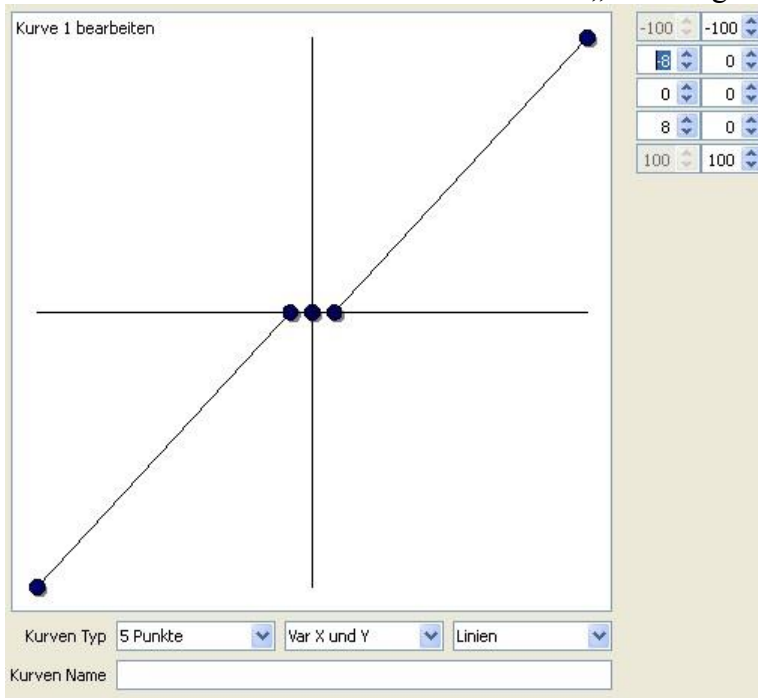 Kurve 1 bearbeiten
-100 -100
-8 0
0 0
8 0
100 100
Kurven Typ 5 Punkte Var X und Y Linien
Kurven Name